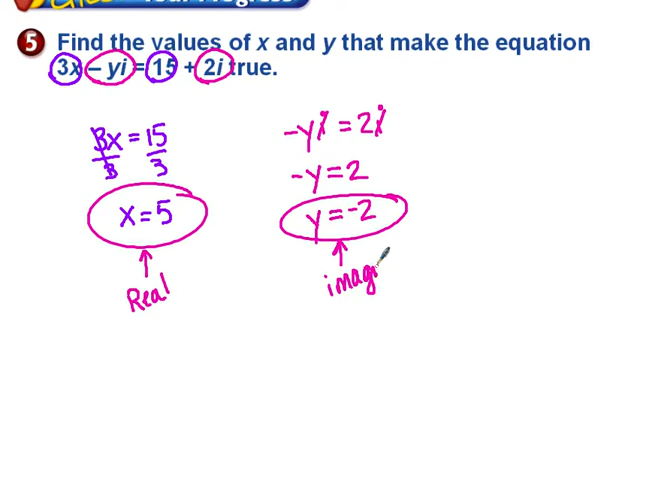 5 Find the values of x and y that make the equation
3x – yi = 15 + 2i true.
3x = 15
3 3
x = 5
Real
-yi = 2i
-y = 2
y = -2
imag